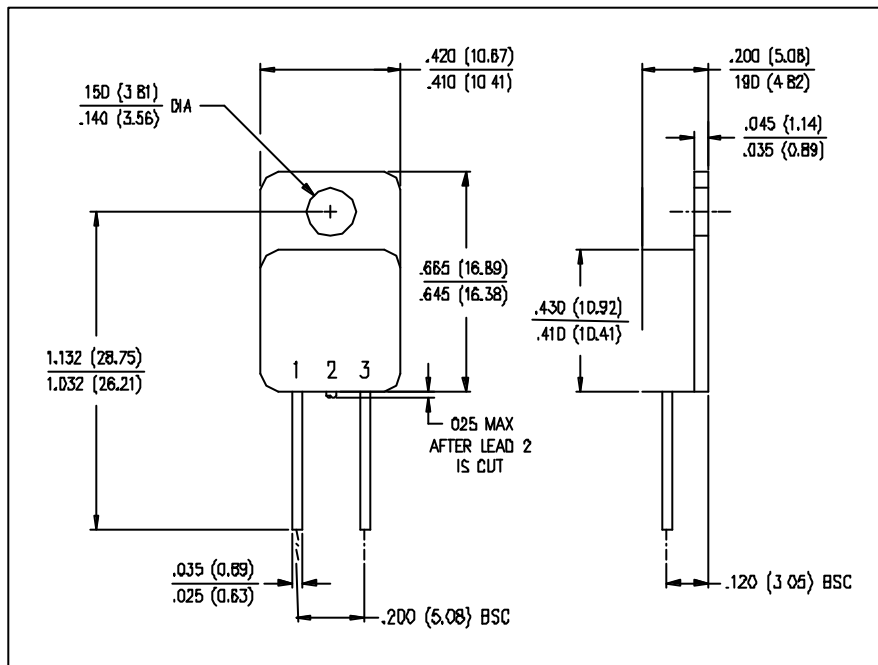 .420 (10.67)
.410 (10.41)
.200 (5.08)
190 (4.82)
150 (3.81)
.140 (3.56)
DIA
.045 (1.14)
.035 (0.89)
.665 (16.89)
.645 (16.38)
.430 (10.92)
.410 (10.41)
1.132 (28.75)
1.032 (26.21)
1 2 3
025 MAX
AFTER LEAD 2
IS CUT
.035 (0.89)
.025 (0.63)
.200 (5.08) BSC
.120 (3.05) BSC